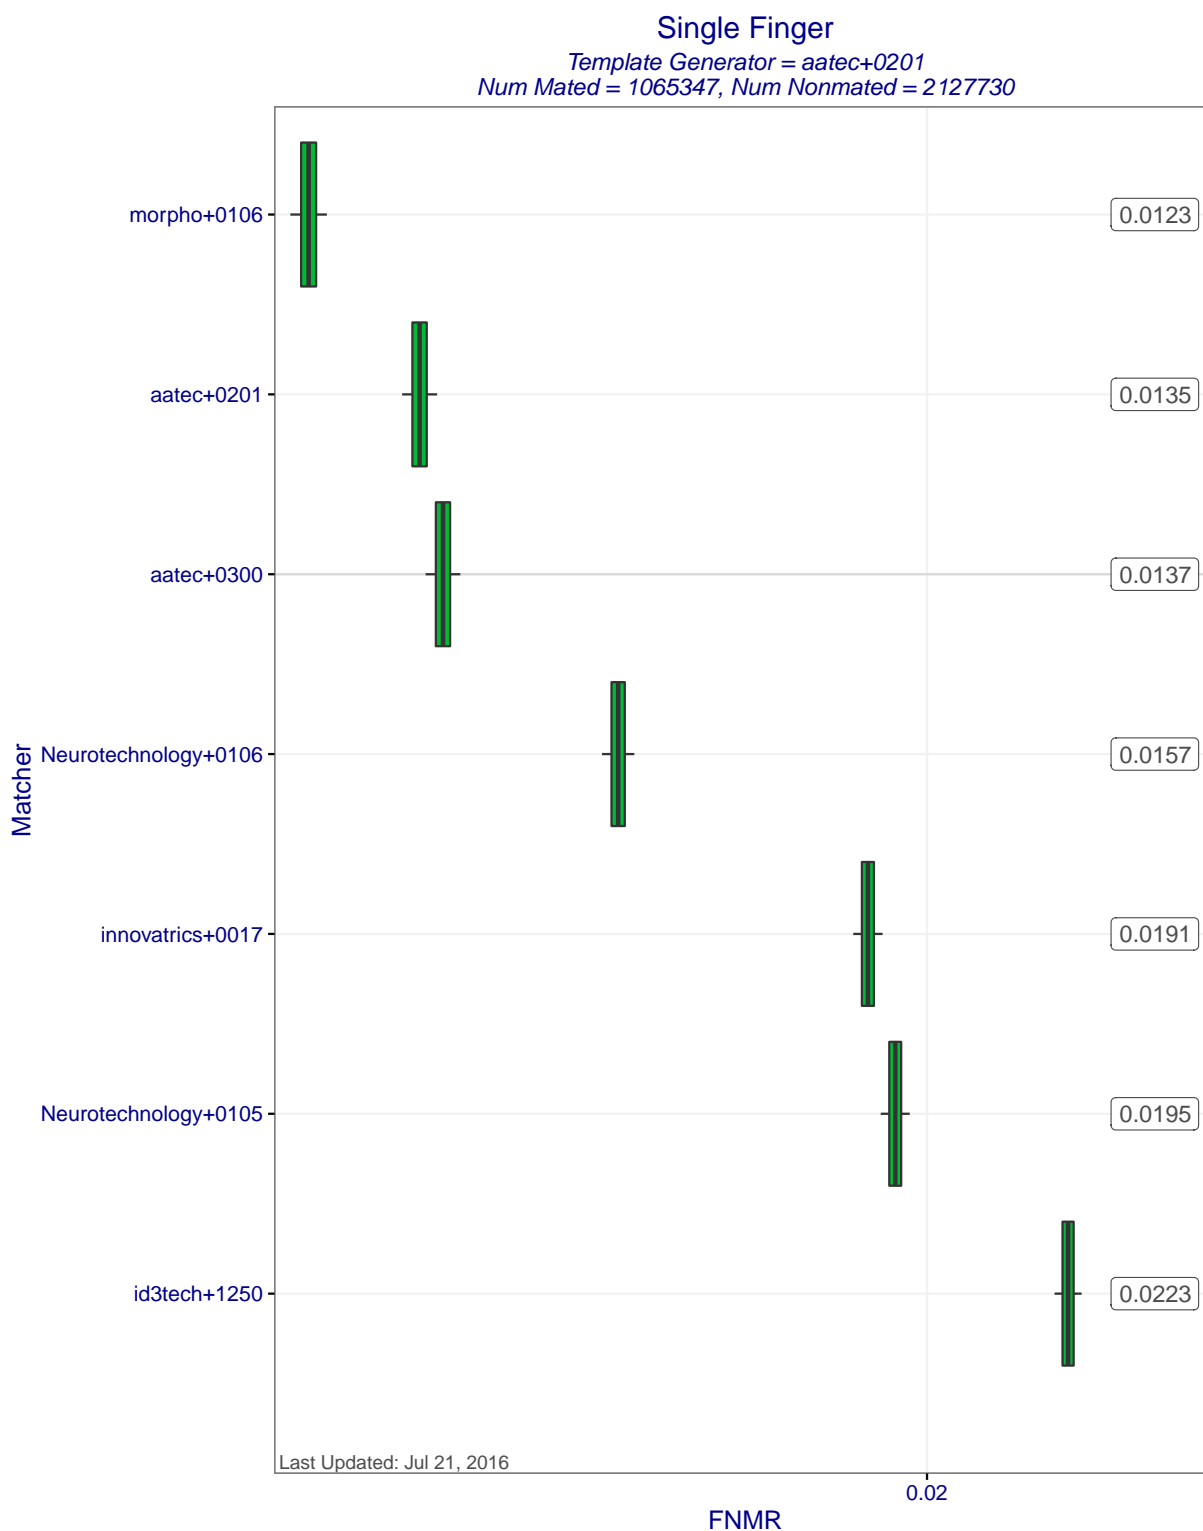 Single Finger
Template Generator = aatec+0201
Num Mated = 1065347, Num Nonmated = 2127730
morpho+0106
0.0123
aatec+0201
0.0135
aatec+0300
0.0137
Neurotechnology+0106
0.0157
Matcher
innovatrics+0017
0.0191
Neurotechnology+0105
0.0195
id3tech+1250
0.0223
Last Updated: Jul 21, 2016
0.02
FNMR